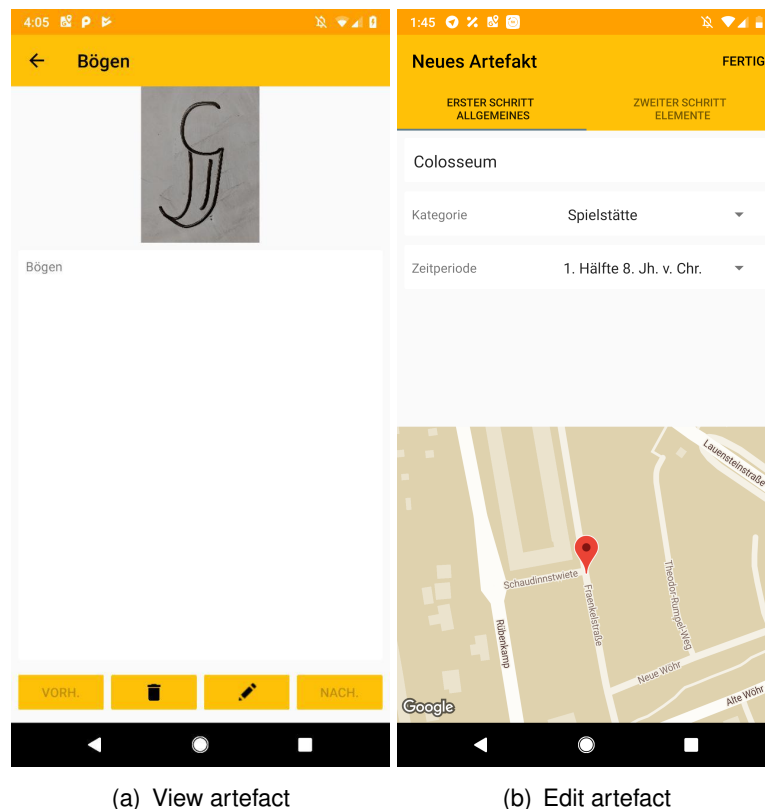 4:05
Bögen
Bögen
VORH.
NACH.
(a) View artefact
1:45
Neues Artefakt
FERTIG
ERSTER SCHRITT
ALLGEMEINES
ZWEITER SCHRITT
ELEMENTE
Colosseum
Kategorie Spielstätte
Zeitperiode 1. Hälfte 8. Jh. v. Chr.
Lauensteinstraße
Schaudinnstwiete
Fraenkelstraße
Theodor-Rumpel-Weg
Rübenkamp
Neue Wöhr
Alte Wöhr
Google
(b) Edit artefact